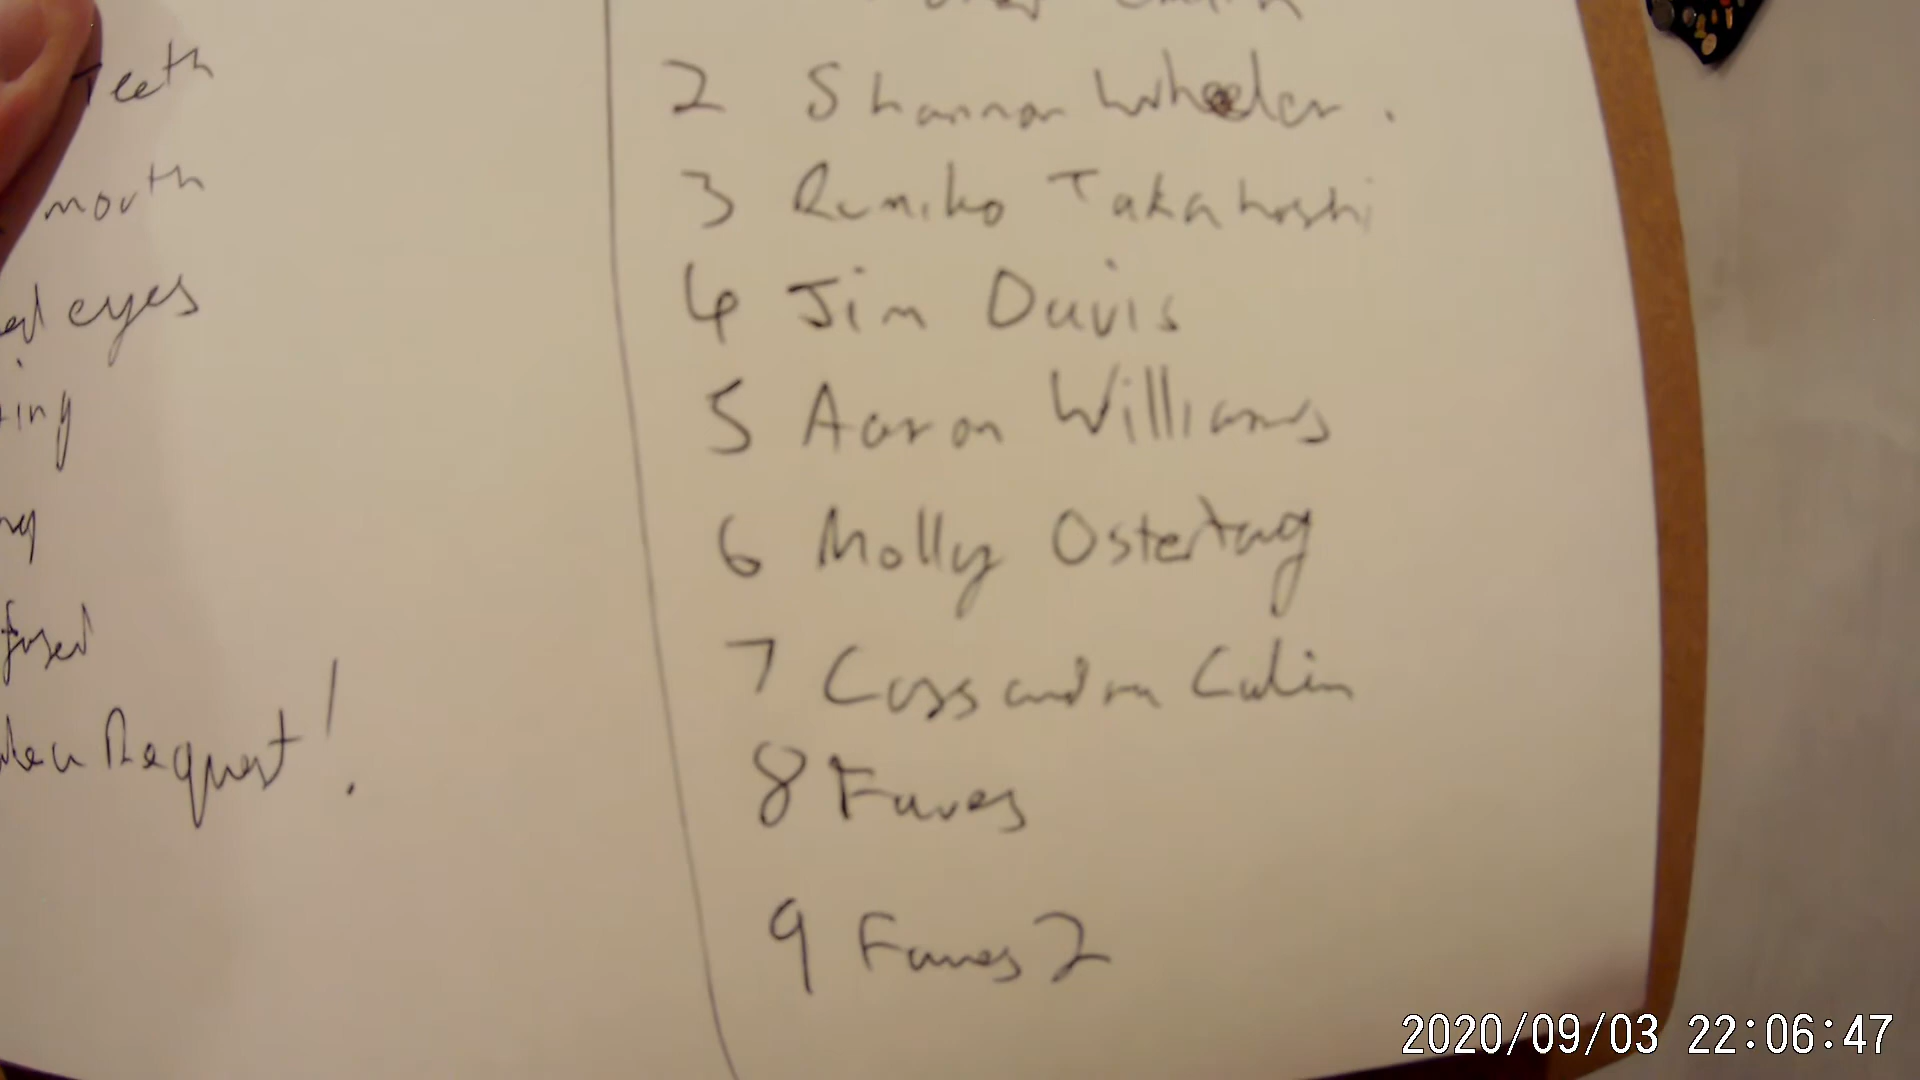 Teeth
mouth
eyes
Request!
2 Shannon Wheeler.
3 Rumiko Takahashi
4 Jim Davis
5 Aaron Williams
6 Molly Ostertag
7 Cassandra Calin
8 Faves
9 Faves 2
2020/09/03 22:06:47